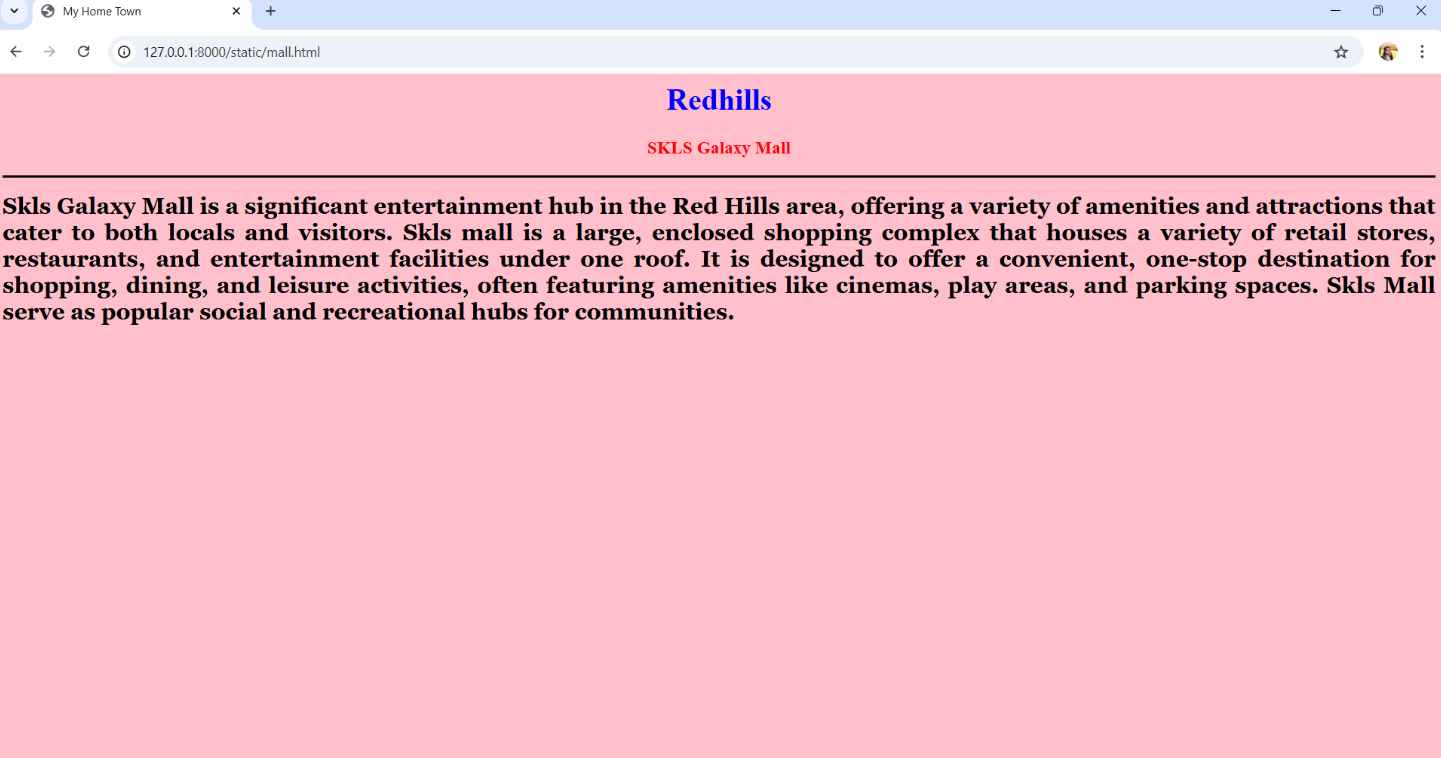 My Home Town
127.0.0.1:8000/static/mall.html
Redhills
SKLS Galaxy Mall
Skls Galaxy Mall is a significant entertainment hub in the Red Hills area, offering a variety of amenities and attractions that
cater to both locals and visitors. Skls mall is a large, enclosed shopping complex that houses a variety of retail stores,
restaurants, and entertainment facilities under one roof. It is designed to offer a convenient, one-stop destination for
shopping, dining, and leisure activities, often featuring amenities like cinemas, play areas, and parking spaces. Skls Mall
serve as popular social and recreational hubs for communities.